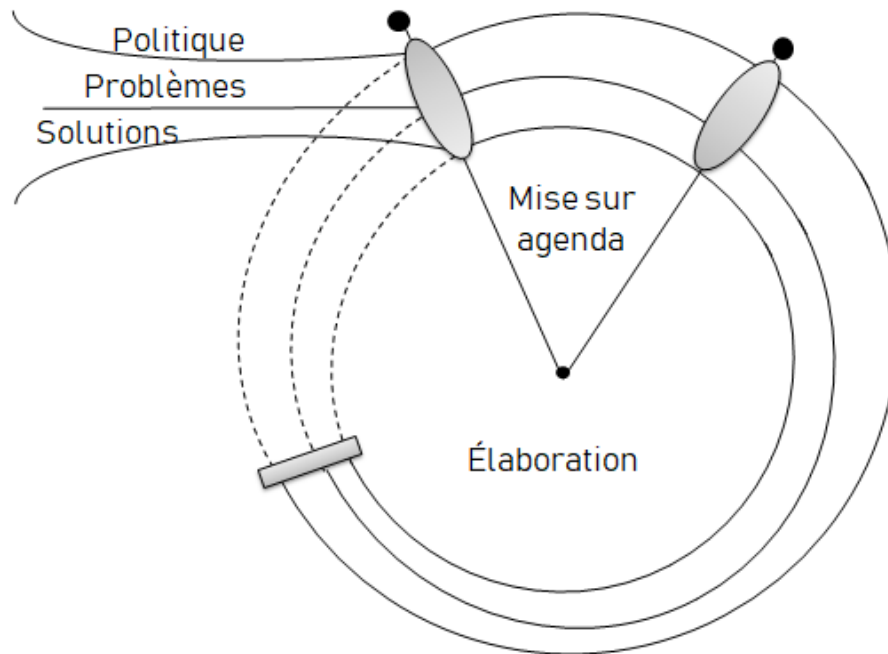 Politique
Problèmes
Solutions
Mise sur
agenda
Élaboration